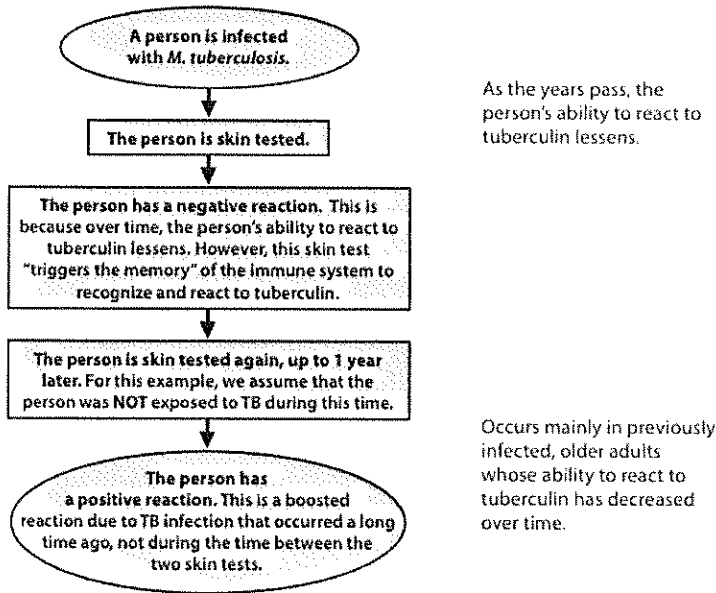 A person is infected
with M. tuberculosis.
As the years pass, the
person's ability to react to
tuberculin lessens.
The person is skin tested.
The person has a negative reaction. This is
because over time, the person's ability to react to
tuberculin lessens. However, this skin test
“triggers the memory” of the immune system to
recognize and react to tuberculin.
The person is skin tested again, up to 1 year
later. For this example, we assume that the
person was NOT exposed to TB during this time.
Occurs mainly in previously
infected, older adults
whose ability to react to
tuberculin has decreased
over time.
The person has
a positive reaction. This is a boosted
reaction due to TB infection that occurred a long
time ago, not during the time between the
two skin tests.